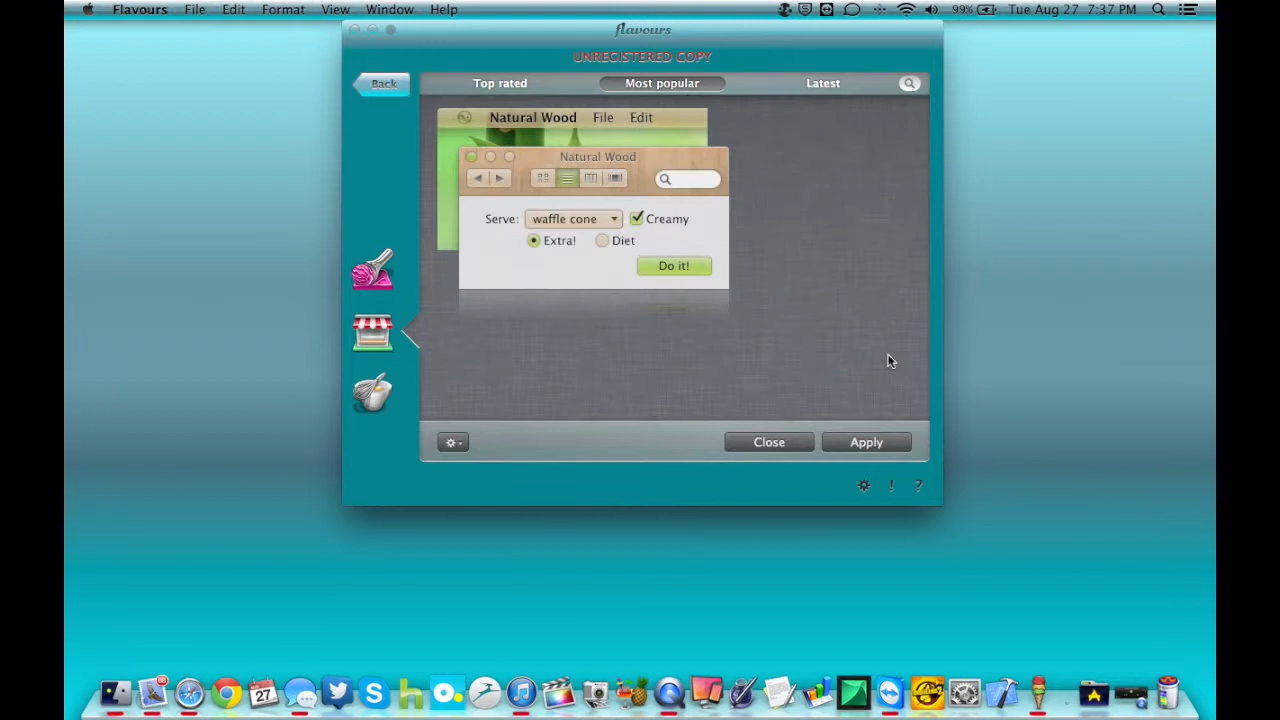 Flavours File Edit Format View Window Help 99% Tue Aug 27 7:37 PM
flavours
UNREGISTERED COPY
Back Top rated Most popular Latest
Natural Wood File Edit
Natural Wood
Serve: waffle cone Creamy
Extra! Diet
Do it!
Close Apply
! ?
27 S h